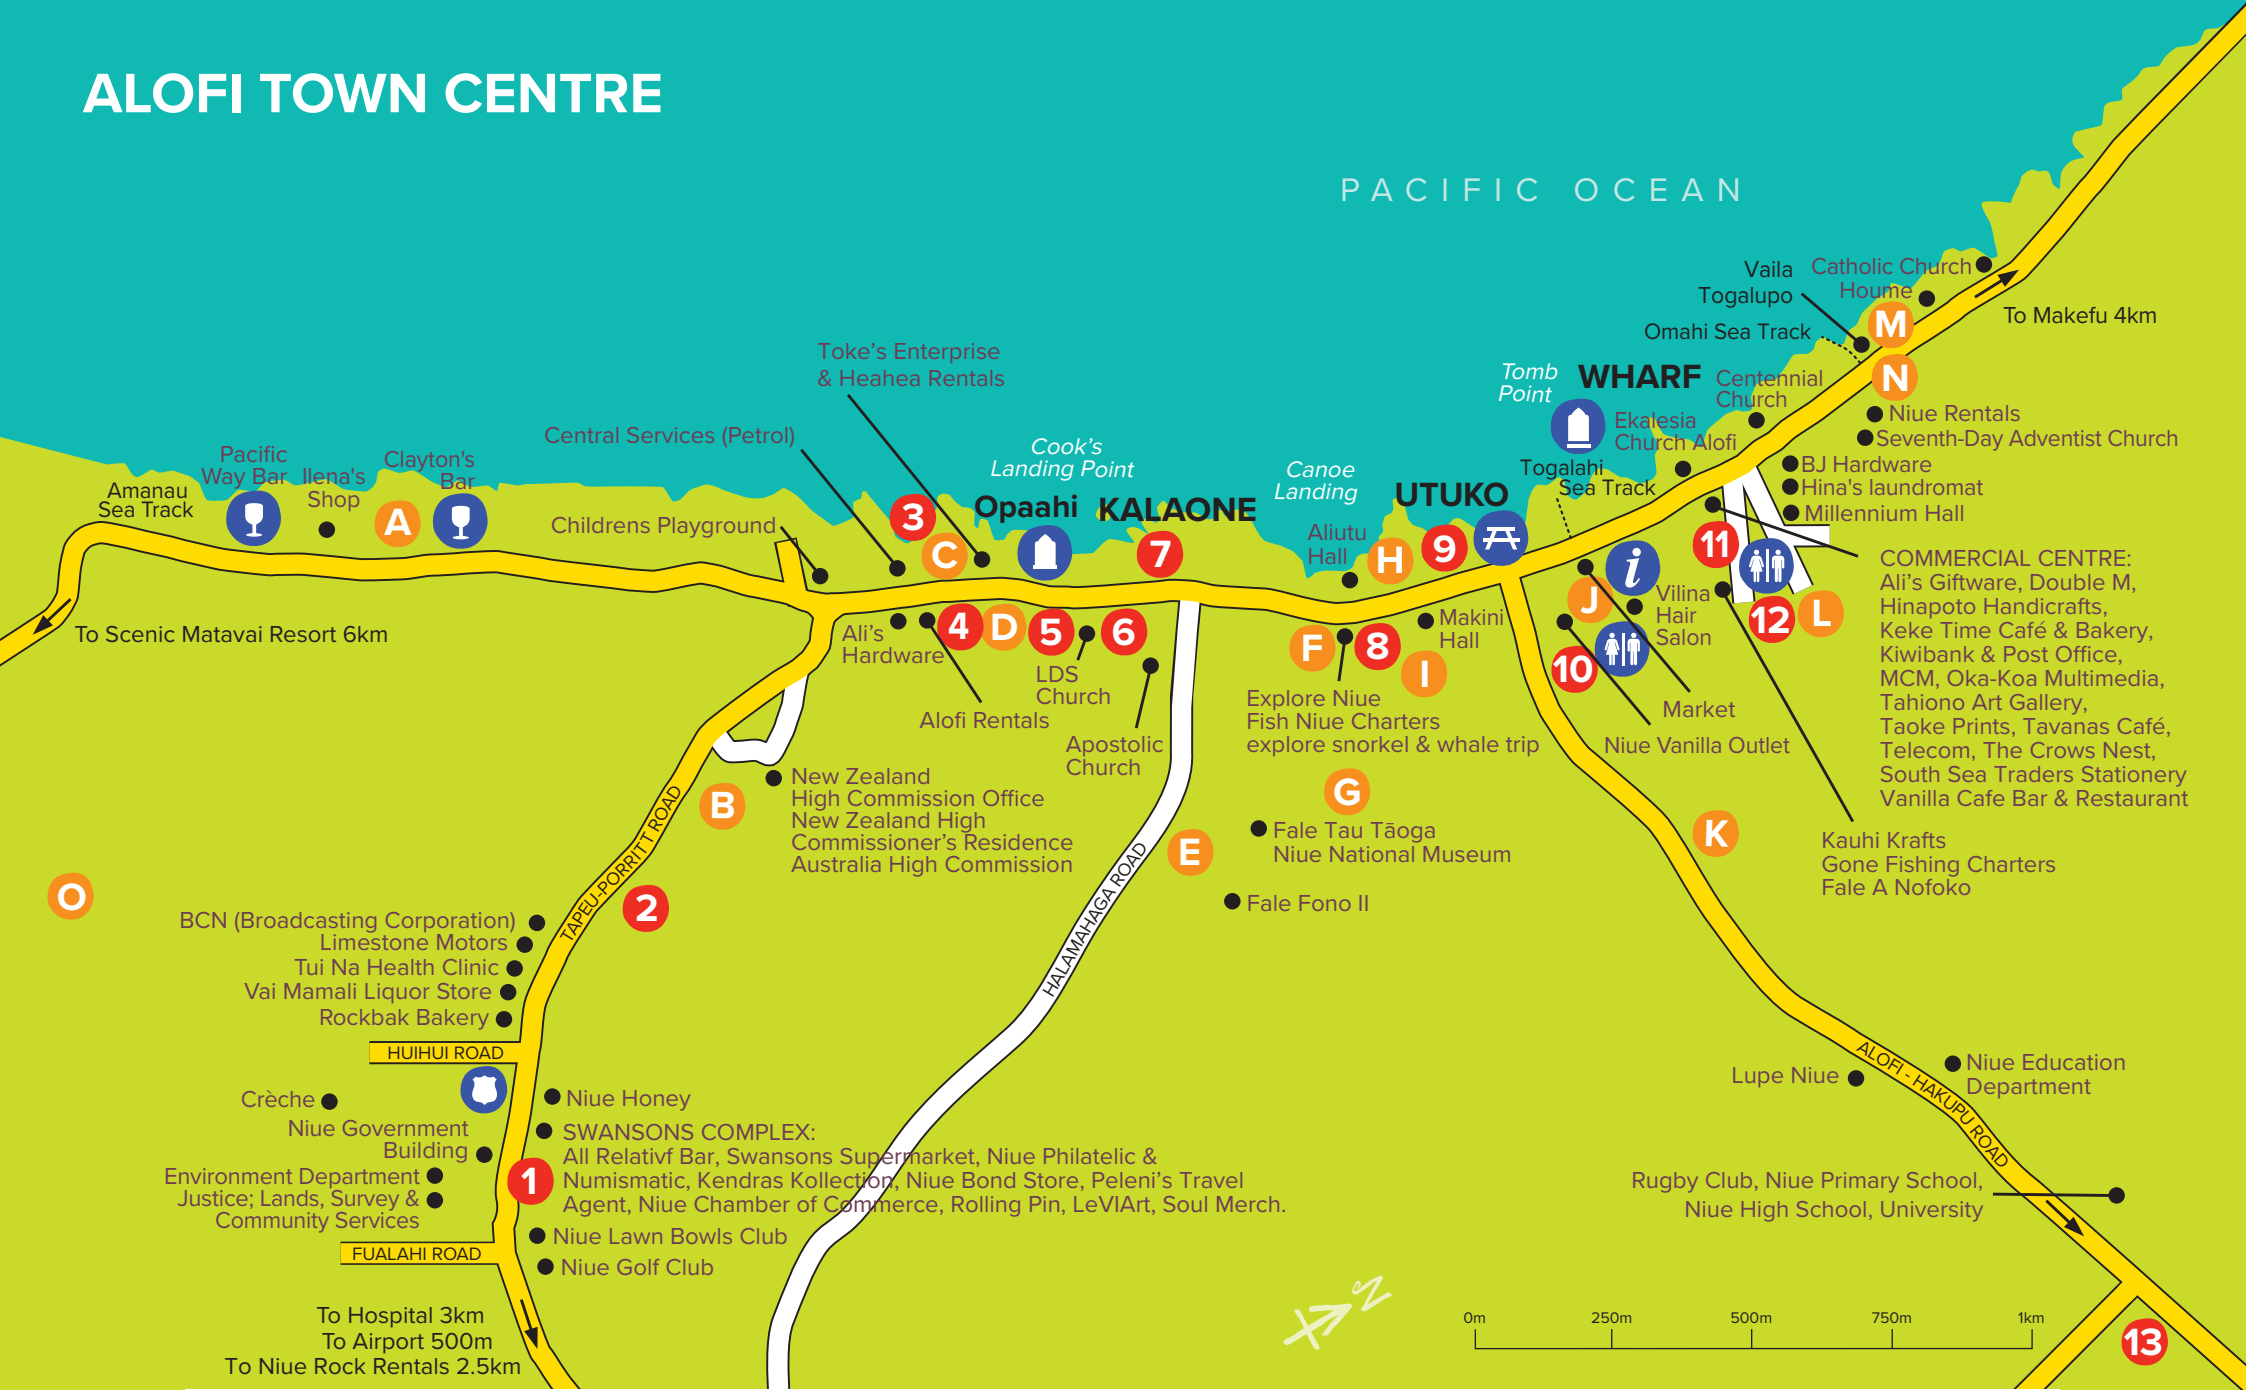 ALOFI TOWN CENTRE
PACIFIC OCEAN
Vaila
Togalupo
Catholic Church
Houme
M
To Makefu 4km
Omahi Sea Track
N
Tomb
Point
WHARF
Centennial
Church
Ekalesia
Church Alofi
Niue Rentals
Seventh-Day Adventist Church
BJ Hardware
Hina's laundromat
Millennium Hall
Togalahi
Sea Track
Toke's Enterprise
& Heahea Rentals
Central Services (Petrol)
Childrens Playground
Cook's
Landing Point
Opaahi
KALAONE
Canoe
Landing
UTUKO
Aliutu
Hall
Pacific
Way Bar
Ilena's
Shop
Clayton's
Bar
Amanau
Sea Track
A
3
C
7
H
9
i
J
11
12
L
To Scenic Matavai Resort 6km
Ali's
Hardware
4
D
5
6
LDS
Church
Alofi Rentals
Apostolic
Church
F
8
I
Makini
Hall
Explore Niue
Fish Niue Charters
explore snorkel & whale trip
10
Vilina
Hair
Salon
Market
Niue Vanilla Outlet
COMMERCIAL CENTRE:
Ali's Giftware, Double M,
Hinapoto Handicrafts,
Keke Time Café & Bakery,
Kiwibank & Post Office,
MCM, Oka-Koa Multimedia,
Tahiono Art Gallery,
Taoke Prints, Tavanas Café,
Telecom, The Crows Nest,
South Sea Traders Stationery
Vanilla Cafe Bar & Restaurant
Kauhi Krafts
Gone Fishing Charters
Fale A Nofoko
B
New Zealand
High Commission Office
New Zealand High
Commissioner's Residence
Australia High Commission
TAPEU-PORRITT ROAD
2
HALAMAHAGA ROAD
E
G
Fale Tau Tāoga
Niue National Museum
Fale Fono II
K
O
BCN (Broadcasting Corporation)
Limestone Motors
Tui Na Health Clinic
Vai Mamali Liquor Store
Rockbak Bakery
HUIHUI ROAD
Crèche
Niue Government
Building
Environment Department
Justice; Lands, Survey &
Community Services
FUALAHI ROAD
Niue Honey
SWANSONS COMPLEX:
All Relativf Bar, Swansons Supermarket, Niue Philatelic &
Numismatic, Kendras Kollection, Niue Bond Store, Peleni's Travel
Agent, Niue Chamber of Commerce, Rolling Pin, LeVIArt, Soul Merch.
1
Niue Lawn Bowls Club
Niue Golf Club
To Hospital 3km
To Airport 500m
To Niue Rock Rentals 2.5km
Lupe Niue
ALOFI - HAKUPU ROAD
Niue Education
Department
Rugby Club, Niue Primary School,
Niue High School, University
N
0m 250m 500m 750m 1km
13